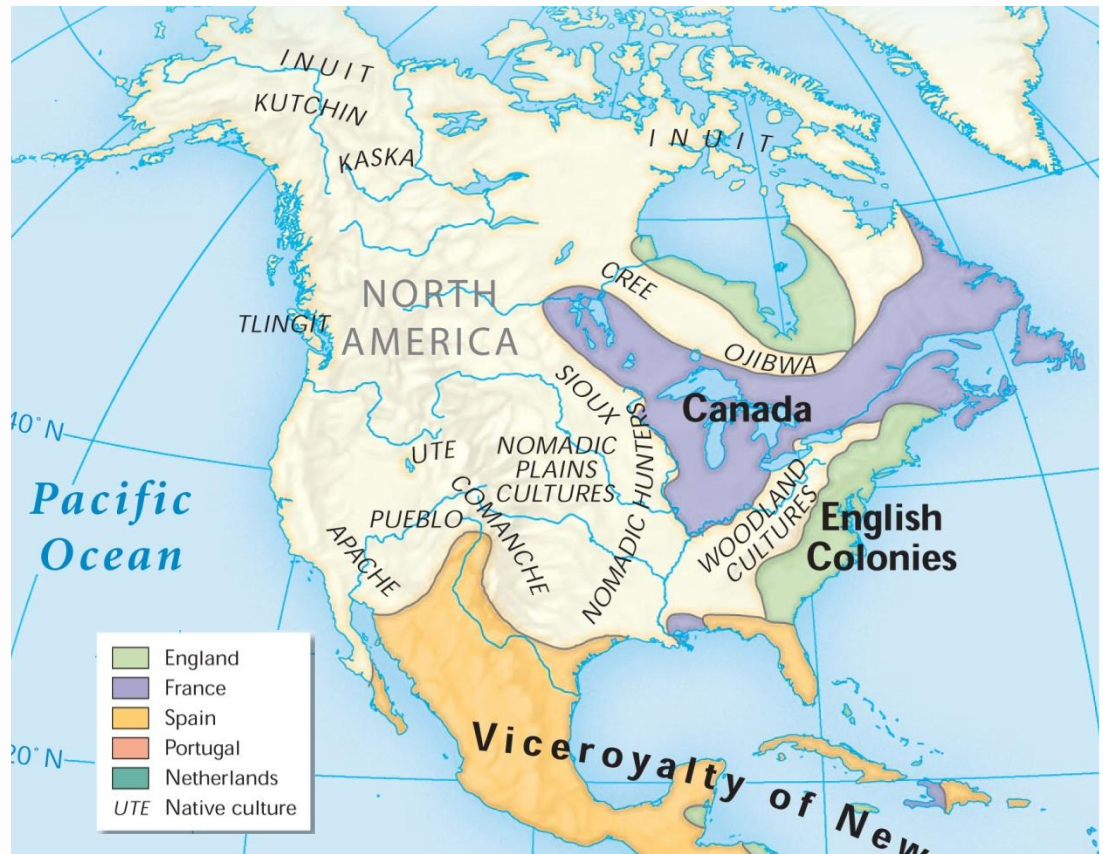 INUIT
KUTCHIN
KASKA
INUIT
CREE
NORTH
AMERICA
TLINGIT
OJIBWA
SIOUX
Canada
40°N
UTE
NOMADIC
PLAINS
CULTURES
NOMADIC HUNTERS
WOODLAND
CULTURES
English
Colonies
Pacific
Ocean
PUEBLO
COMANCHE
APACHE
England
France
Spain
Portugal
Netherlands
UTE Native culture
20°N
Viceroyalty of New